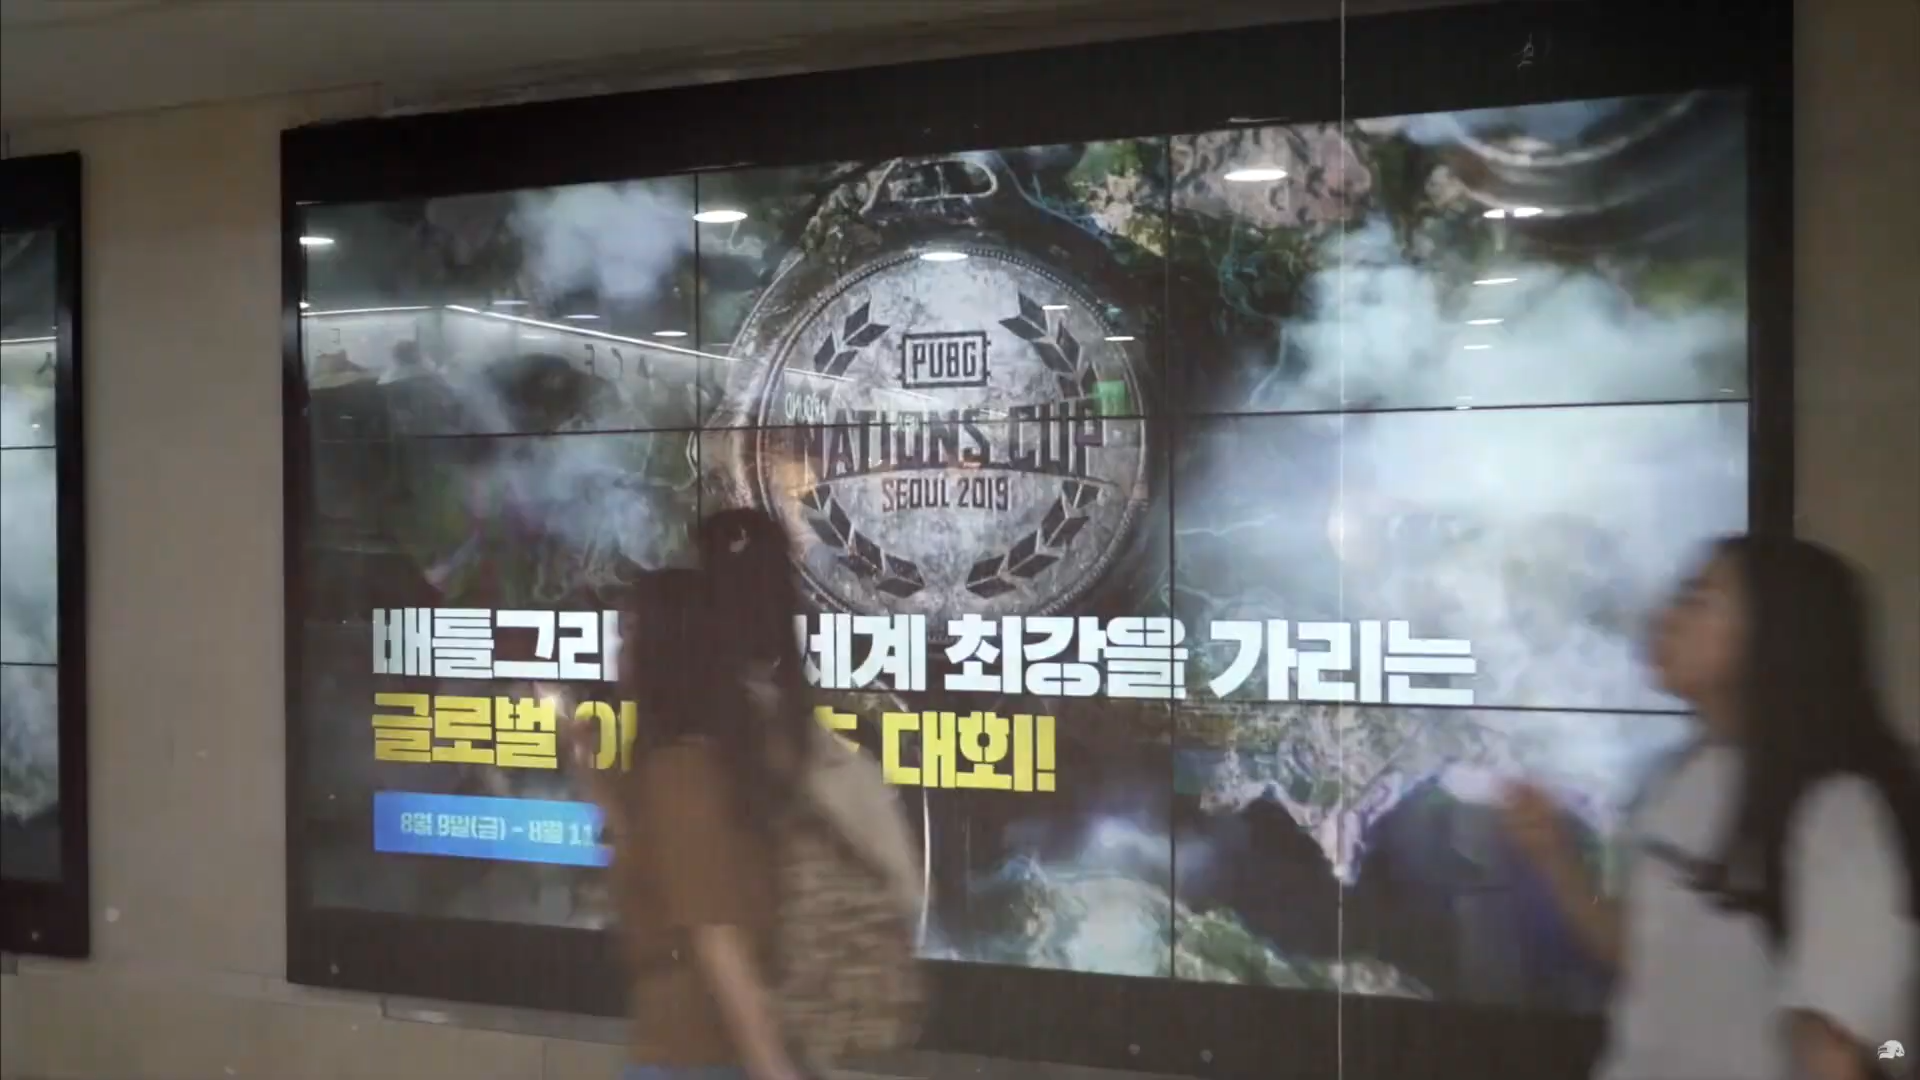 PUBG
NATIONS CUP
SEOUL 2019
배틀그라 세계 최강을 가리는
글로벌 대회!
8월 9일(금) - 8월 11